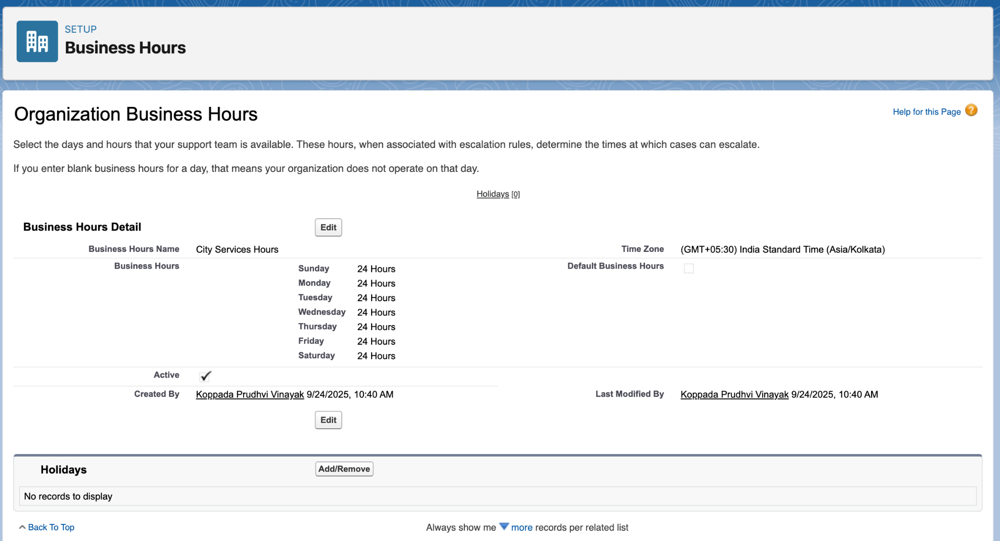 SETUP
Business Hours
Organization Business Hours
Help for this Page ?
Select the days and hours that your support team is available. These hours, when associated with escalation rules, determine the times at which cases can escalate.
If you enter blank business hours for a day, that means your organization does not operate on that day.
Holidays [0]
Business Hours Detail
Edit
Business Hours Name City Services Hours
Time Zone (GMT+05:30) India Standard Time (Asia/Kolkata)
Business Hours
Sunday 24 Hours
Monday 24 Hours
Tuesday 24 Hours
Wednesday 24 Hours
Thursday 24 Hours
Friday 24 Hours
Saturday 24 Hours
Default Business Hours
Active
Created By Koppada Prudhvi Vinayak 9/24/2025, 10:40 AM
Last Modified By Koppada Prudhvi Vinayak 9/24/2025, 10:40 AM
Edit
Holidays
Add/Remove
No records to display
Back To Top
Always show me more records per related list